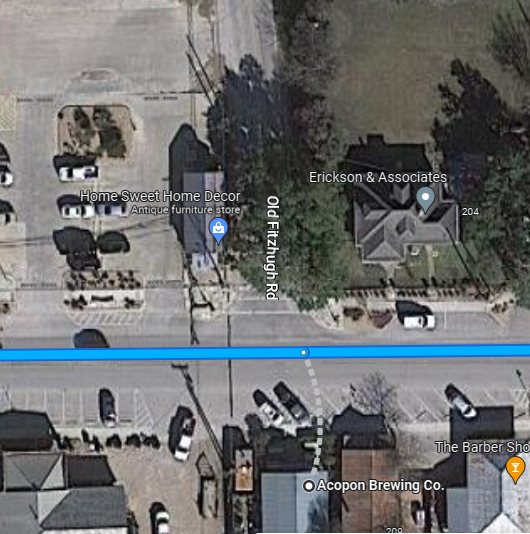 Erickson & Associates
Home Sweet Home Decor
Antique furniture store
204
Old Fitzhugh Rd
The Barber Sho
Acopon Brewing Co.
209